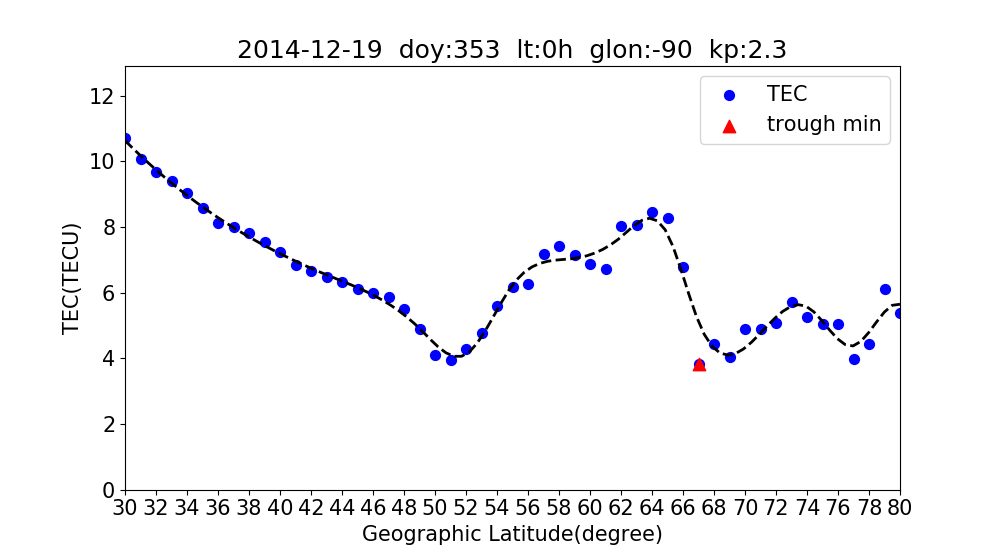 2014-12-19 doy:353 lt:0h glon:-90 kp:2.3
TEC
trough min
12
10
8
6
4
2
0
TEC(TECU)
30 32 34 36 38 40 42 44 46 48 50 52 54 56 58 60 62 64 66 68 70 72 74 76 78 80
Geographic Latitude(degree)